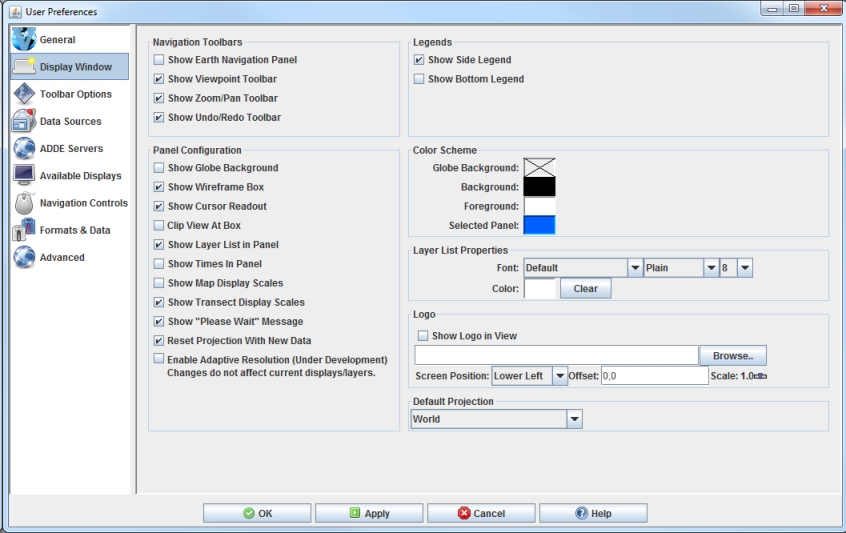 User Preferences
General
Display Window
Toolbar Options
Data Sources
ADDE Servers
Available Displays
Navigation Controls
Formats & Data
Advanced
Navigation Toolbars
Show Earth Navigation Panel
Show Viewpoint Toolbar
Show Zoom/Pan Toolbar
Show Undo/Redo Toolbar
Panel Configuration
Show Globe Background
Show Wireframe Box
Show Cursor Readout
Clip View At Box
Show Layer List in Panel
Show Times In Panel
Show Map Display Scales
Show Transect Display Scales
Show "Please Wait" Message
Reset Projection With New Data
Enable Adaptive Resolution (Under Development)
Changes do not affect current displays/layers.
Legends
Show Side Legend
Show Bottom Legend
Color Scheme
Globe Background:
Background:
Foreground:
Selected Panel:
Layer List Properties
Font: Default Plain 8
Color: Clear
Logo
Show Logo in View
Browse..
Screen Position: Lower Left Offset: 0,0 Scale: 1.0
Default Projection
World
OK Apply Cancel Help